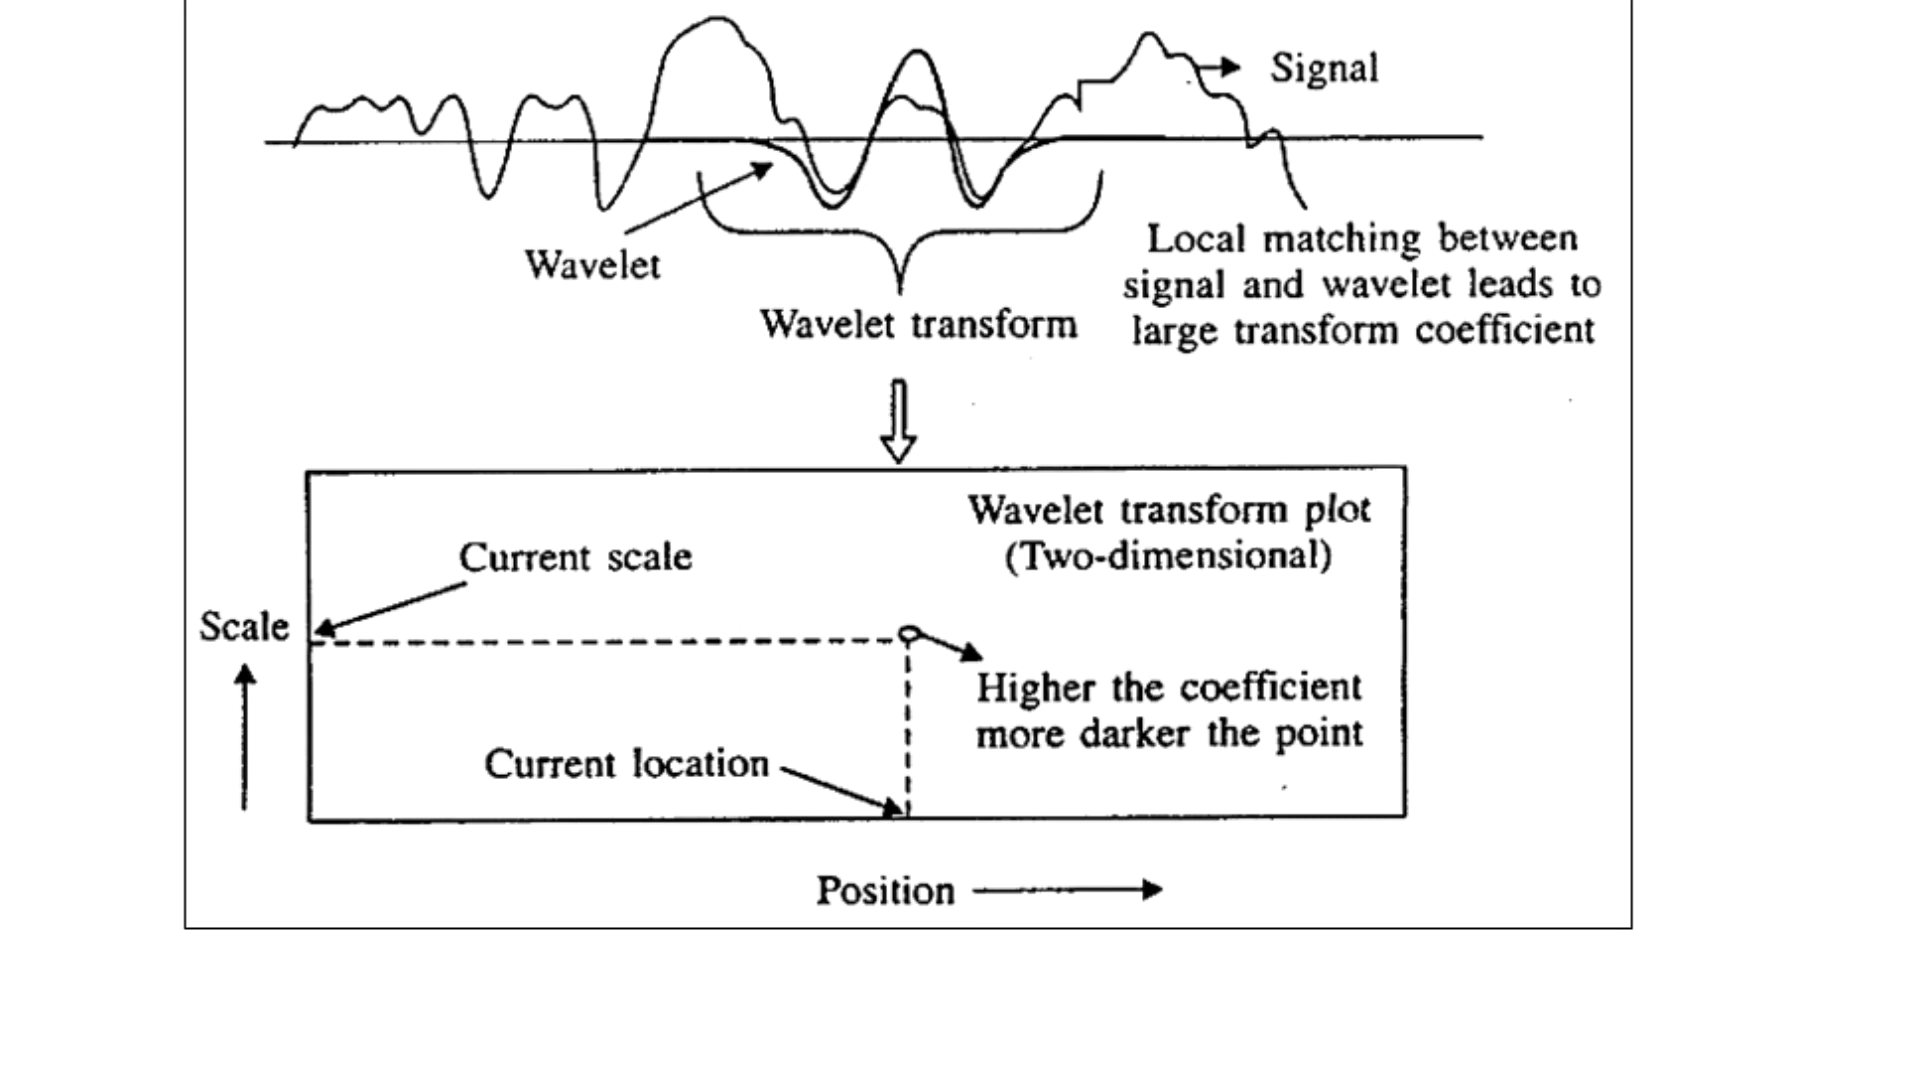 Signal
Wavelet
Local matching between
signal and wavelet leads to
large transform coefficient
Wavelet transform
Wavelet transform plot
(Two-dimensional)
Current scale
Scale
Higher the coefficient
more darker the point
Current location
Position